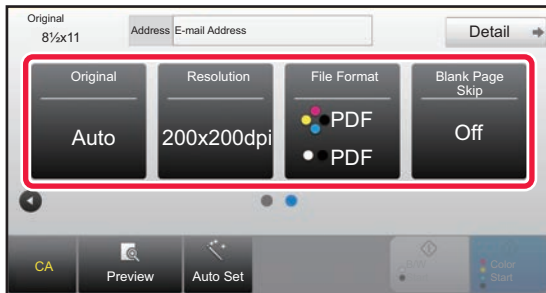 Original
8½x11
Address E-mail Address
Detail
Original
Auto
Resolution
200x200dpi
File Format
PDF
PDF
Blank Page
Skip
Off
CA
Preview
Auto Set
B/W
Start
Color
Start